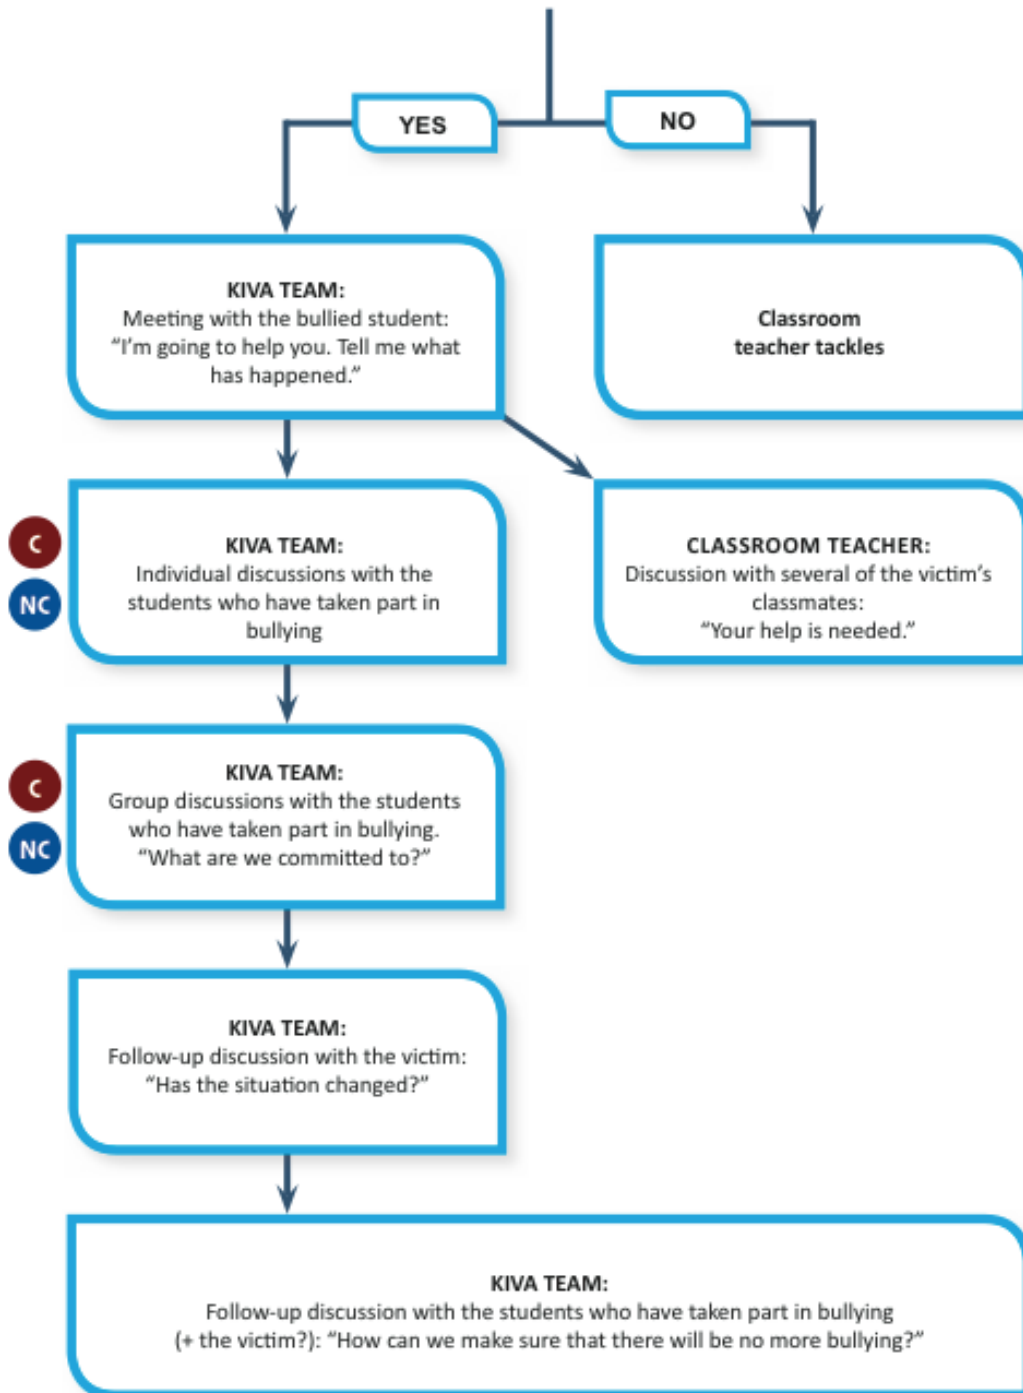 YES
NO
KIVA TEAM:
Meeting with the bullied student:
“I’m going to help you. Tell me what
has happened.”
Classroom
teacher tackles
C
NC
KIVA TEAM:
Individual discussions with the
students who have taken part in
bullying
CLASSROOM TEACHER:
Discussion with several of the victim’s
classmates:
“Your help is needed.”
C
NC
KIVA TEAM:
Group discussions with the students
who have taken part in bullying.
“What are we committed to?”
KIVA TEAM:
Follow-up discussion with the victim:
“Has the situation changed?”
KIVA TEAM:
Follow-up discussion with the students who have taken part in bullying
(+ the victim?): “How can we make sure that there will be no more bullying?”